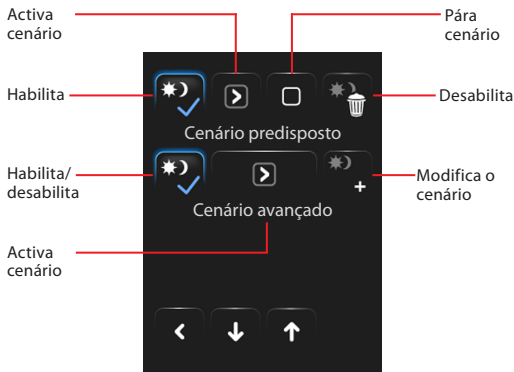 Activa
cenário
Pára
cenário
Habilita
Desabilita
Cenário predisposto
Habilita/
desabilita
Modifica o
cenário
Cenário avançado
Activa
cenário